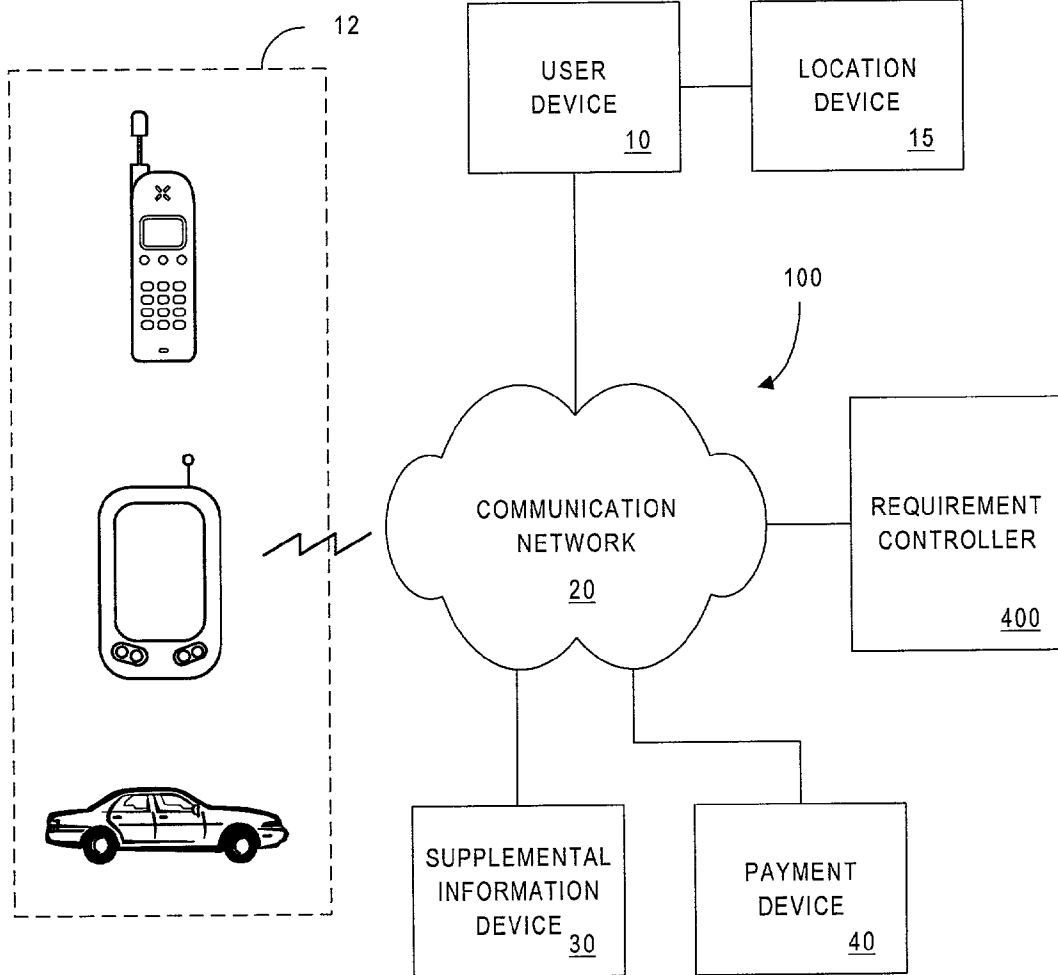 12
USER
DEVICE
10
LOCATION
DEVICE
15
100
COMMUNICATION
NETWORK
20
REQUIREMENT
CONTROLLER
400
SUPPLEMENTAL
INFORMATION
DEVICE
30
PAYMENT
DEVICE
40